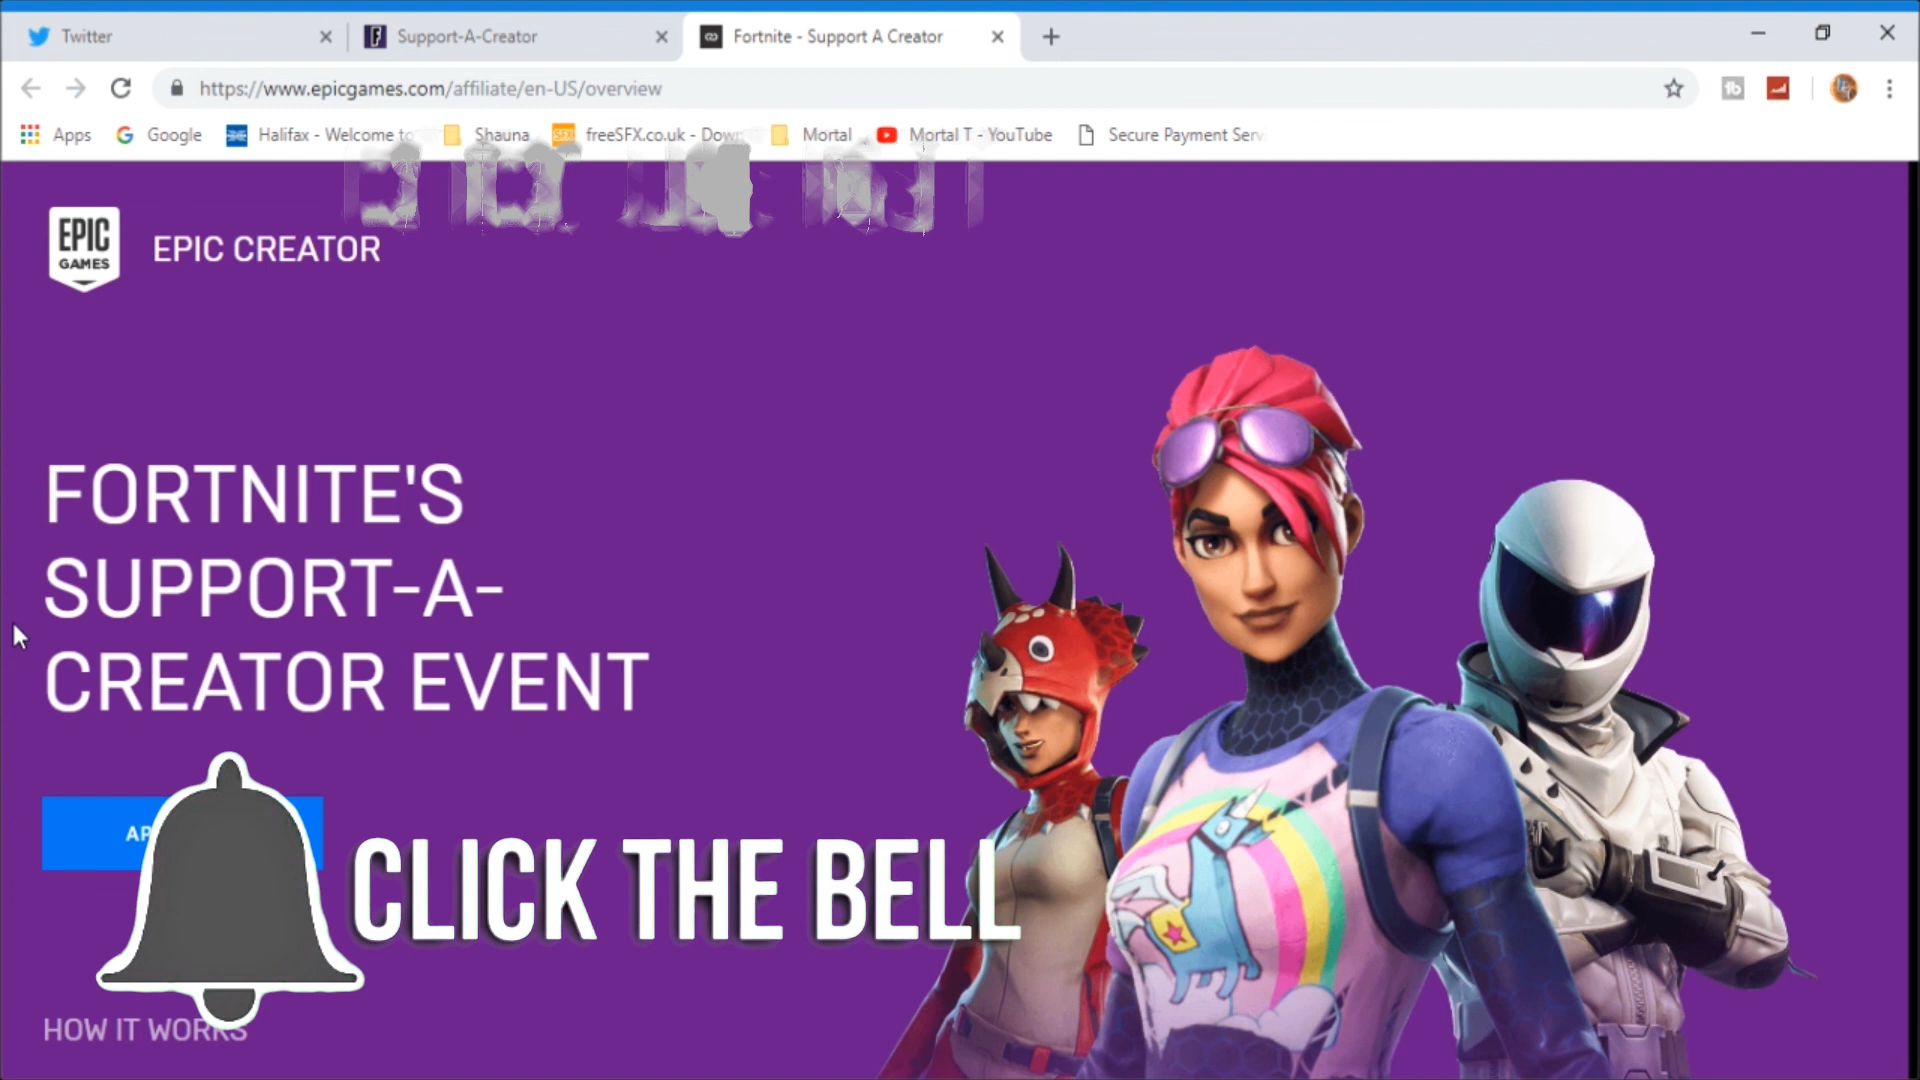 Twitter
Support-A-Creator
Fortnite - Support A Creator
https://www.epicgames.com/affiliate/en-US/overview
Apps
Google
Halifax - Welcome to
Shauna
freeSFX.co.uk - Down
Mortal
Mortal T - YouTube
Secure Payment Serv
EPIC
GAMES
EPIC CREATOR
FORTNITE'S
SUPPORT-A-
CREATOR EVENT
AP
CLICK THE BELL
HOW IT WORKS